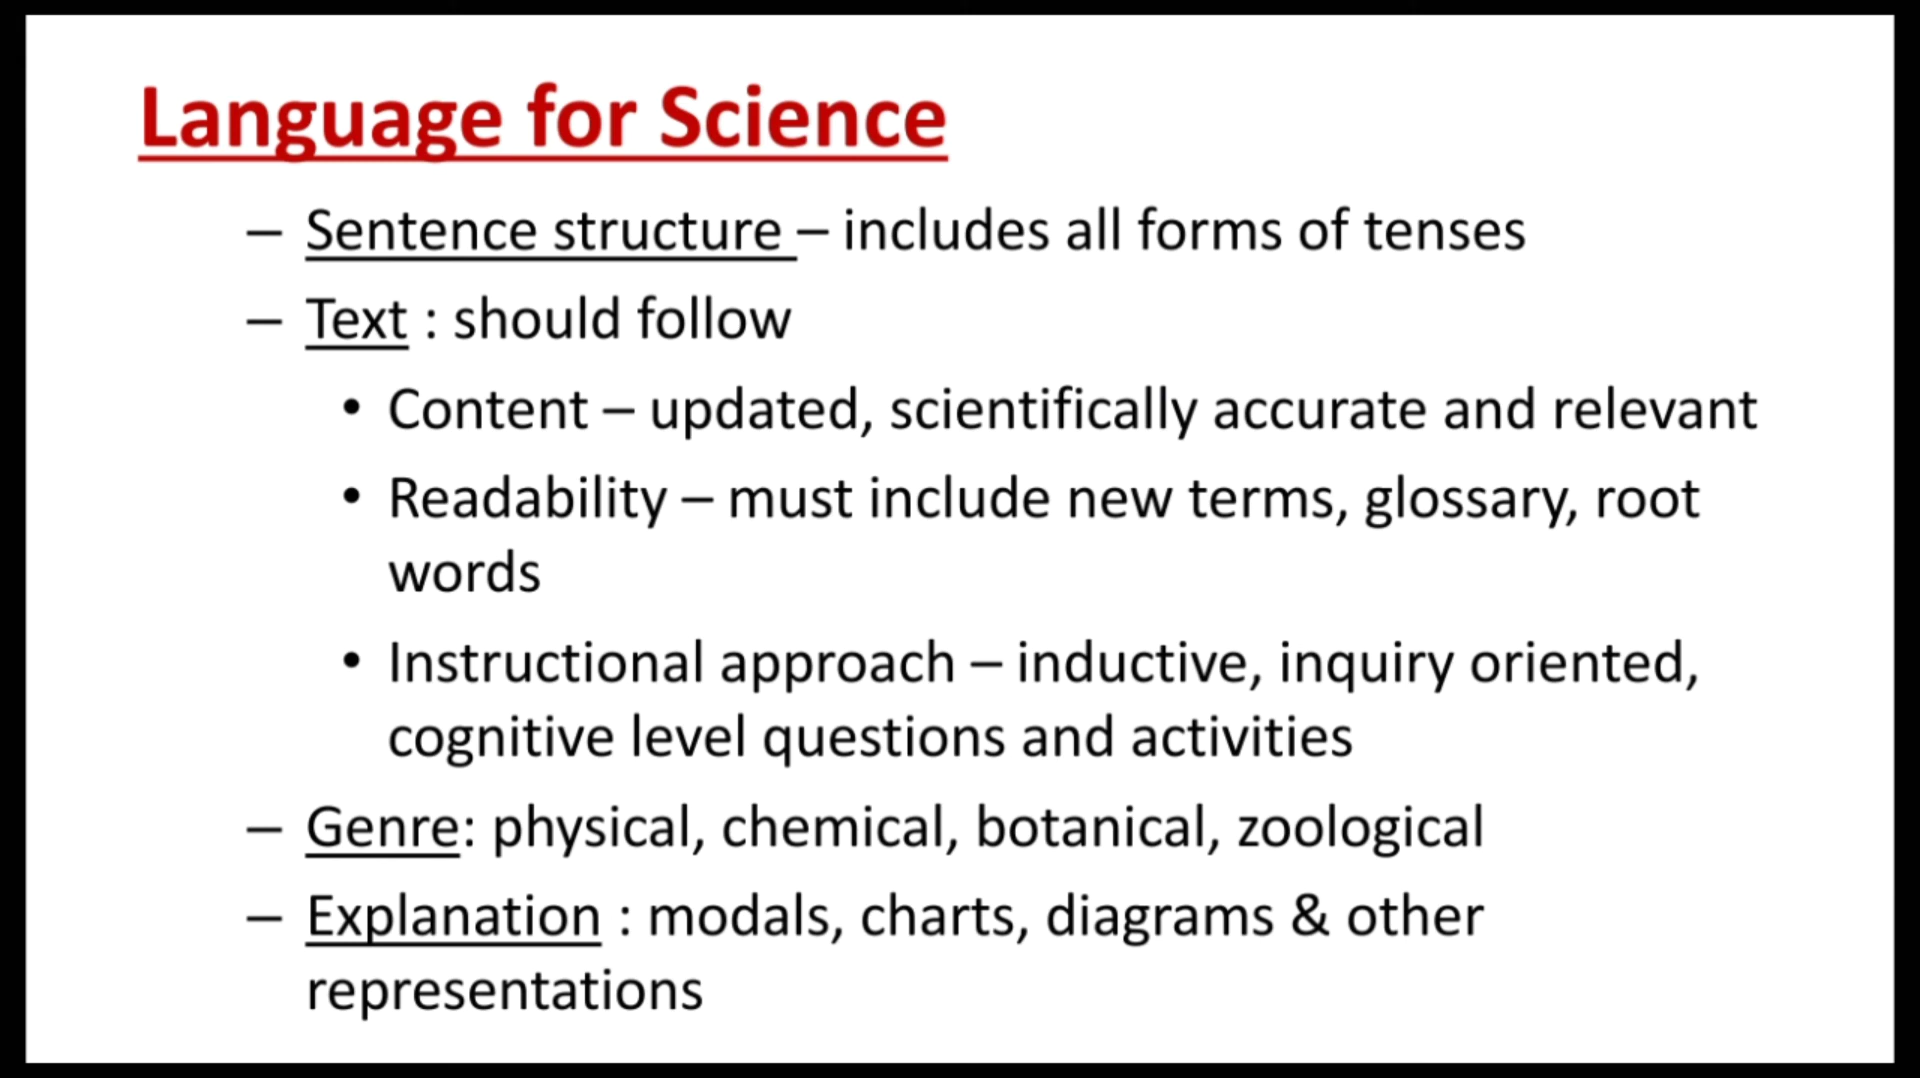 Language for Science
– Sentence structure – includes all forms of tenses
– Text : should follow
• Content – updated, scientifically accurate and relevant
• Readability – must include new terms, glossary, root
words
• Instructional approach – inductive, inquiry oriented,
cognitive level questions and activities
– Genre: physical, chemical, botanical, zoological
– Explanation : modals, charts, diagrams & other
representations